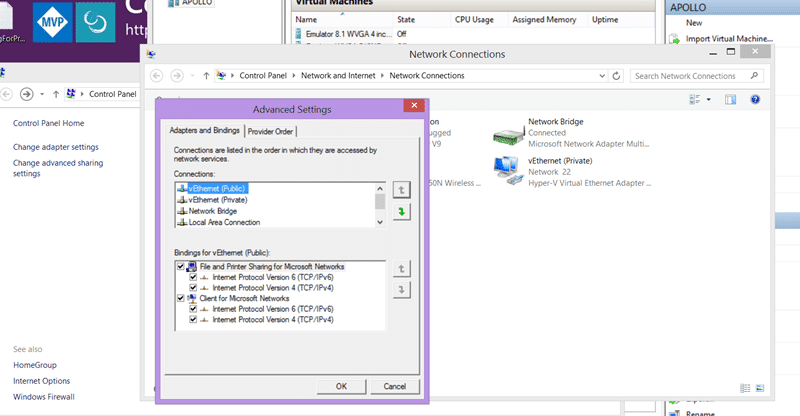 APOLLO
Virtual Machines
Name
State
CPU Usage
Assigned Memory
Uptime
Emulator 8.1 WVGA 4 inc...
Off
Off
APOLLO
New
Import Virtual Machine...
MVP
http
Control Panel
Control Panel Home
Change adapter settings
Change advanced sharing
settings
See also
HomeGroup
Internet Options
Windows Firewall
Network Connections
Control Panel
Network and Internet
Network Connections
Search Network Connections
Network Bridge
Connected
Microsoft Network Adapter Multi...
vEthernet (Private)
Network 22
Hyper-V Virtual Ethernet Adapter
Advanced Settings
Adapters and Bindings
Provider Order
Connections are listed in the order in which they are accessed by
network services.
Connections:
vEthernet (Public)
vEthernet (Private)
Network Bridge
Local Area Connection
Bindings for vEthernet (Public):
File and Printer Sharing for Microsoft Networks
Internet Protocol Version 6 (TCP/IPv6)
Internet Protocol Version 4 (TCP/IPv4)
Client for Microsoft Networks
Internet Protocol Version 6 (TCP/IPv6)
Internet Protocol Version 4 (TCP/IPv4)
OK
Cancel
Rename